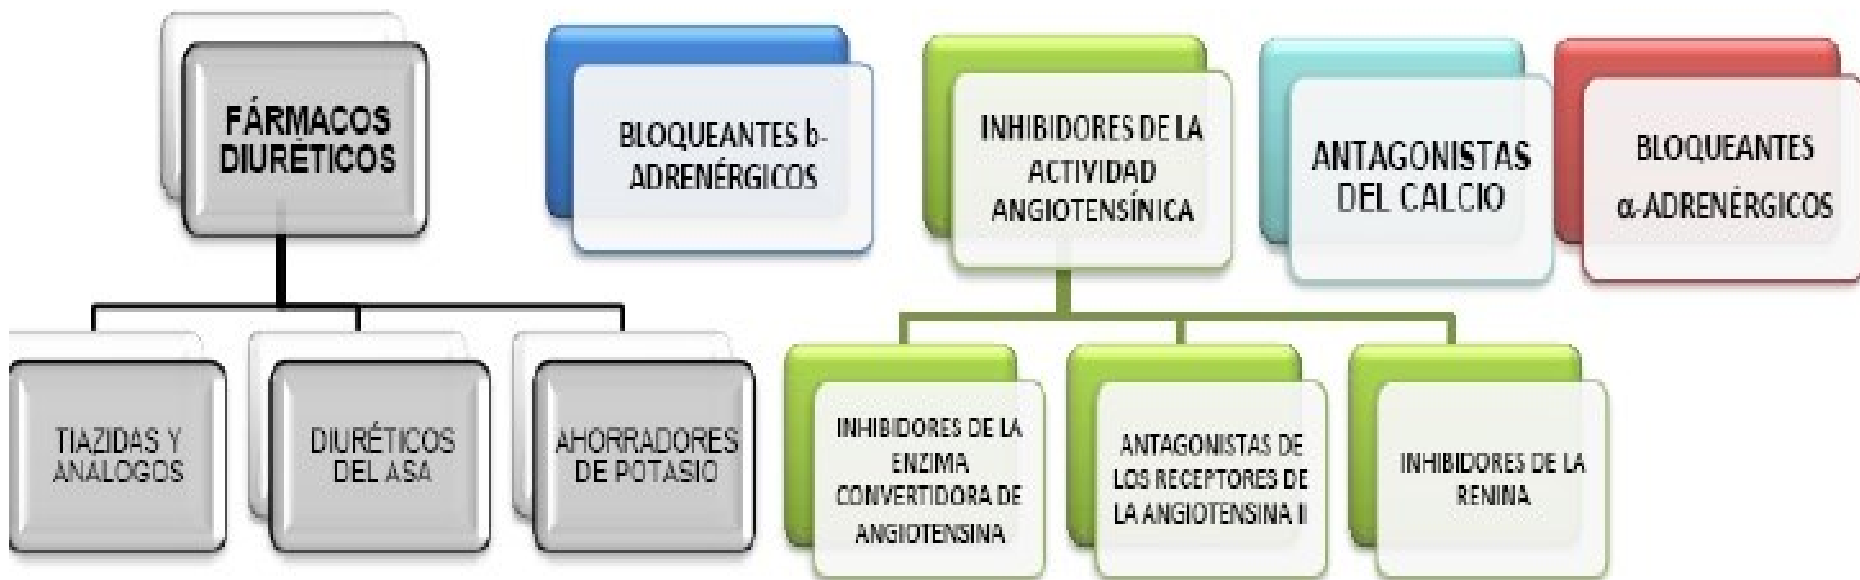 FÁRMACOS
DIURÉTICOS
BLOQUEANTES b-
ADRENÉRGICOS
INHIBIDORES DE LA
ACTIVIDAD
ANGIOTENSÍNICA
ANTAGONISTAS
DEL CALCIO
BLOQUEANTES
α-ADRENÉRGICOS
TIAZIDAS Y
ANÁLOGOS
DIURÉTICOS
DEL ASA
AHORRADORES
DE POTASIO
INHIBIDORES DE LA
ENZIMA
CONVERTIDORA DE
ANGIOTENSINA
ANTAGONISTAS DE
LOS RECEPTORES DE
LA ANGIOTENSINA II
INHIBIDORES DE LA
RENINA